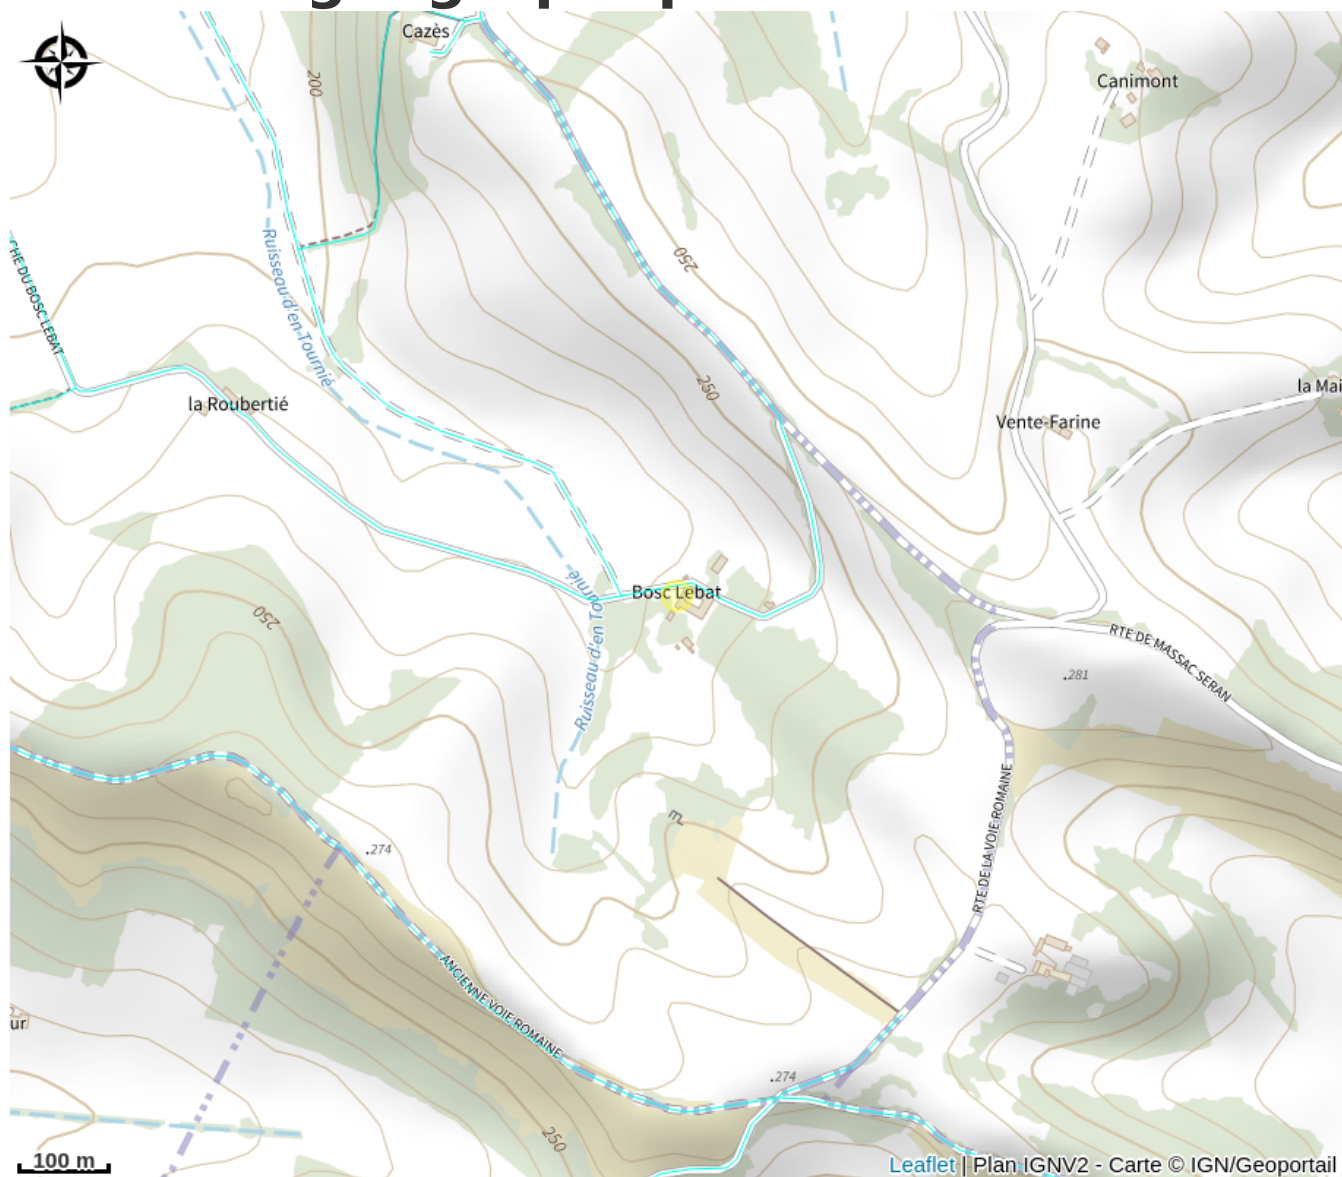 Cazès
Canimont
200
Ruisseau d'en Tournié
CHE DU BOSC LEBAT
250
250
la Roubertié
la Mai
Vente-Farine
Bosc Lebat
Ruisseau d'en Tournié
250
RTE DE MASSAC SERAN
.281
RTE DE LA VOIE ROMAINE
.274
ANCIENNE VOIE ROMAINE
ur
.274
250
100 m
Leaflet | Plan IGNV2 - Carte © IGN/Geoportail